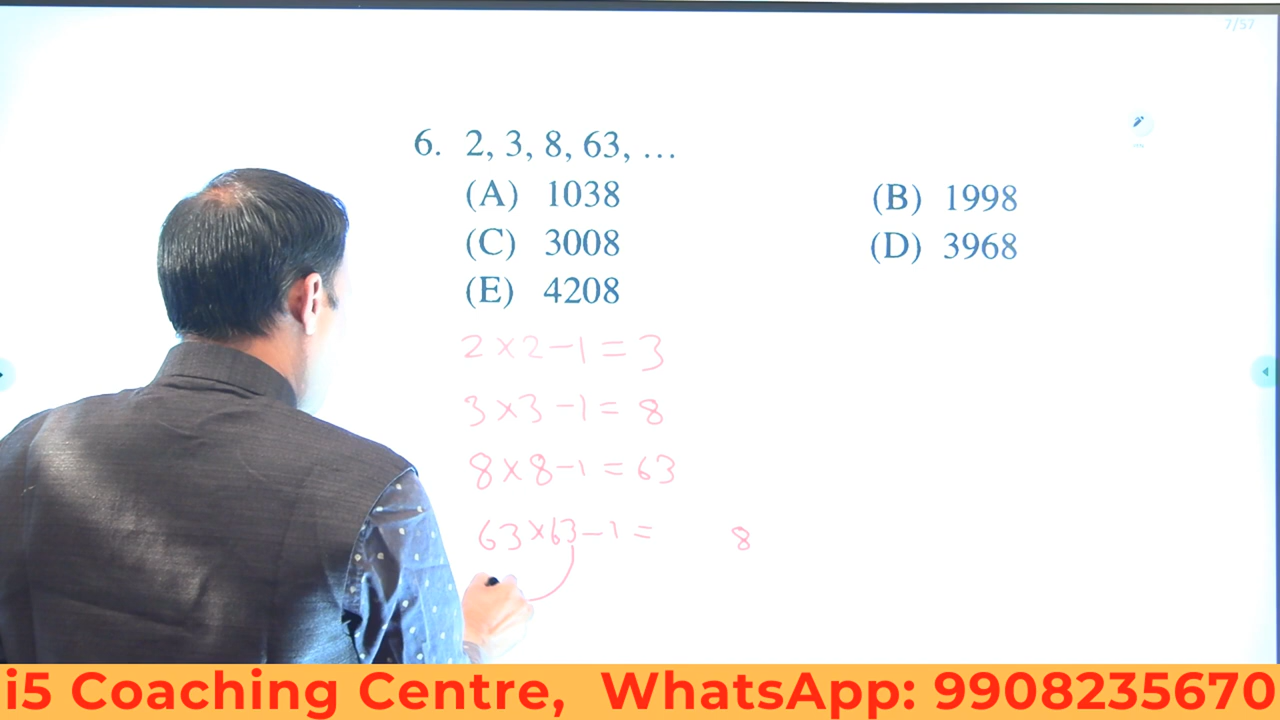 7/57
6. 2, 3, 8, 63, ...
(A) 1038 (B) 1998
(C) 3008 (D) 3968
(E) 4208
2×2-1=3
3×3-1=8
8×8-1=63
63×63-1= 8
i5 Coaching Centre, WhatsApp: 9908235670